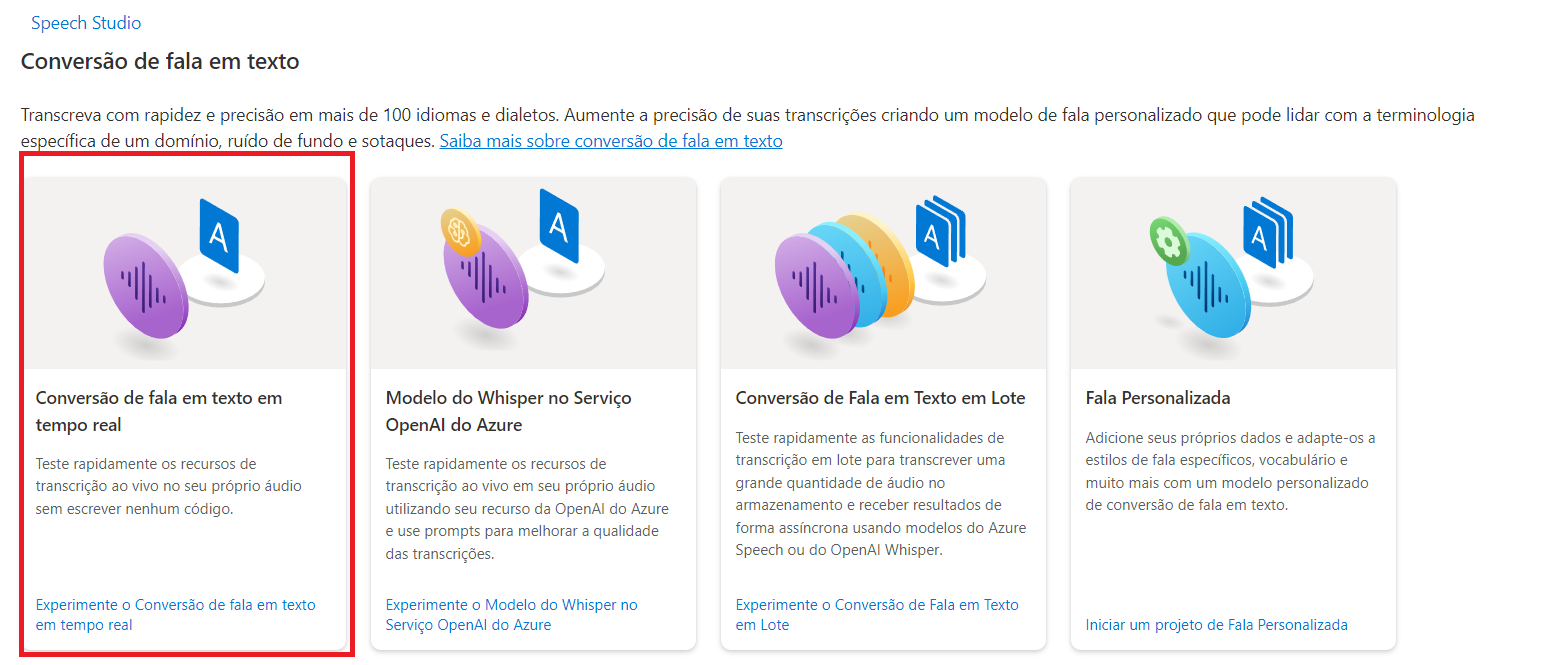 Speech Studio
Conversão de fala em texto
Transcreva com rapidez e precisão em mais de 100 idiomas e dialetos. Aumente a precisão de suas transcrições criando um modelo de fala personalizado que pode lidar com a terminologia
específica de um domínio, ruído de fundo e sotaques. Saiba mais sobre conversão de fala em texto
A
Conversão de fala em texto em
tempo real
Teste rapidamente os recursos de
transcrição ao vivo no seu próprio áudio
sem escrever nenhum código.
Experimente o Conversão de fala em texto
em tempo real
A
Modelo do Whisper no Serviço
OpenAI do Azure
Teste rapidamente os recursos de
transcrição ao vivo em seu próprio áudio
utilizando seu recurso da OpenAI do Azure
e use prompts para melhorar a qualidade
das transcrições.
Experimente o Modelo do Whisper no
Serviço OpenAI do Azure
A
Conversão de Fala em Texto em Lote
Teste rapidamente as funcionalidades de
transcrição em lote para transcrever uma
grande quantidade de áudio no
armazenamento e receber resultados de
forma assíncrona usando modelos do Azure
Speech ou do OpenAI Whisper.
Experimente o Conversão de Fala em Texto
em Lote
A
Fala Personalizada
Adicione seus próprios dados e adapte-os a
estilos de fala específicos, vocabulário e
muito mais com um modelo personalizado
de conversão de fala em texto.
Iniciar um projeto de Fala Personalizada